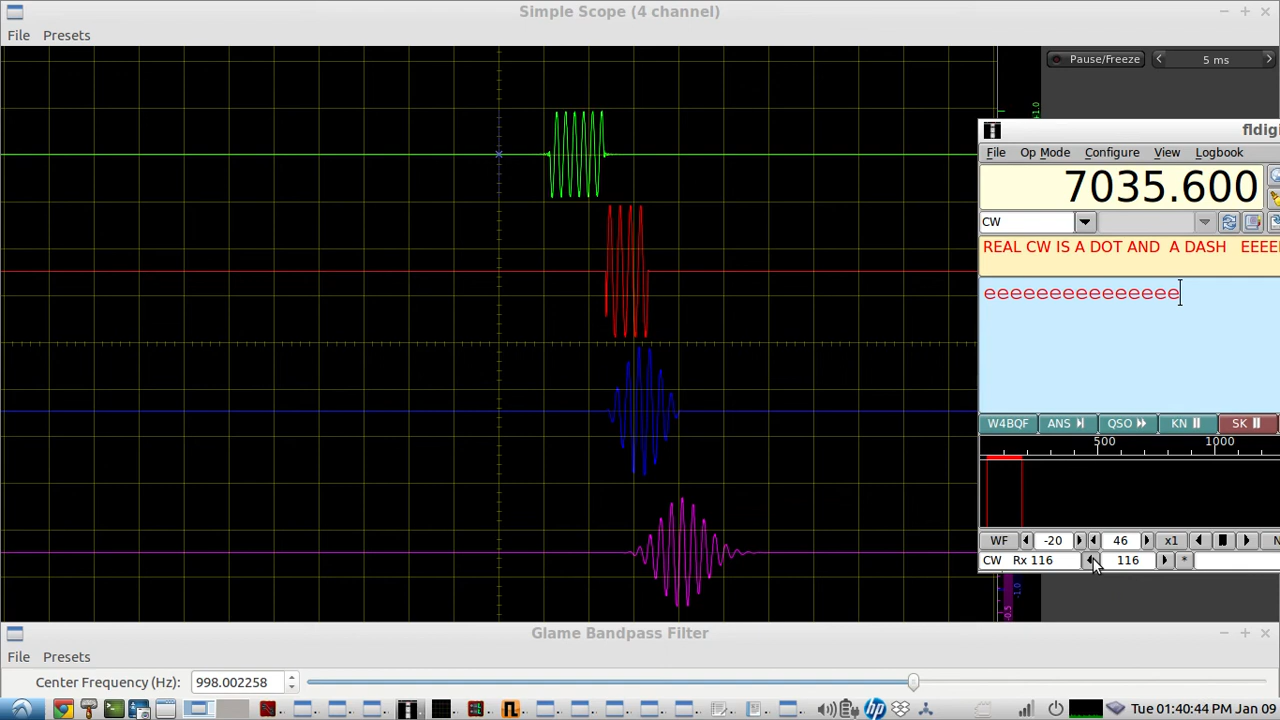 Simple Scope (4 channel)
File Presets
Pause/Freeze 5 ms
fldigi
File Op Mode Configure View Logbook
7035.600
CW
REAL CW IS A DOT AND  A DASH   EEEE
eeeeeeeeeeeeeee
W4BQF ANS QSO KN SK
500 1000
WF -20 46 x1
CW Rx 116 116 *
Glame Bandpass Filter
File Presets
Center Frequency (Hz): 998.002258
Tue 01:40:44 PM Jan 09